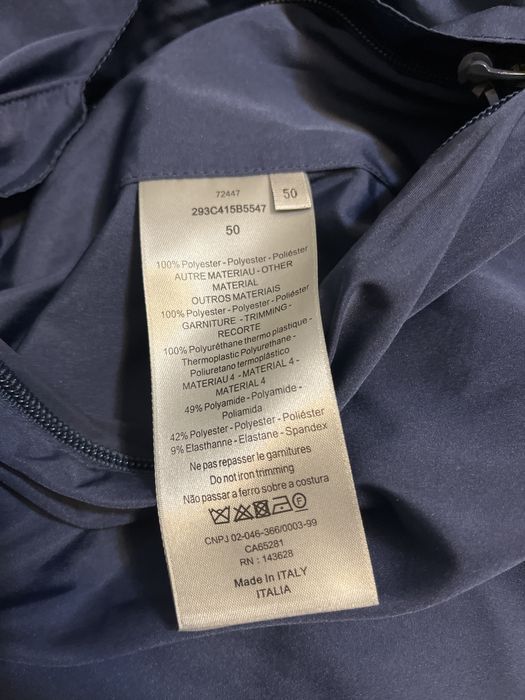 72447
50
293C415B5547
50
100% Polyester - Polyester - Poliéster
AUTRE MATERIAU - OTHER
MATERIAL
OUTROS MATERIAIS
100% Polyester - Polyester - Poliéster
GARNITURE - TRIMMING -
RECORTE
100% Polyuréthane thermo plastique -
Thermoplastic Polyurethane -
Poliuretano termoplástico
MATERIAU 4 - MATERIAL 4 -
MATERIAL 4
49% Polyamide - Polyamide -
Poliamida
42% Polyester - Polyester - Poliéster
9% Elasthanne - Elastane - Spandex
Ne pas repasser le garnitures
Do not iron trimming
Não passar a ferro sobre a costura
F
CNPJ 02-046-366/0003-99
CA65281
RN : 143628
Made in ITALY
ITALIA